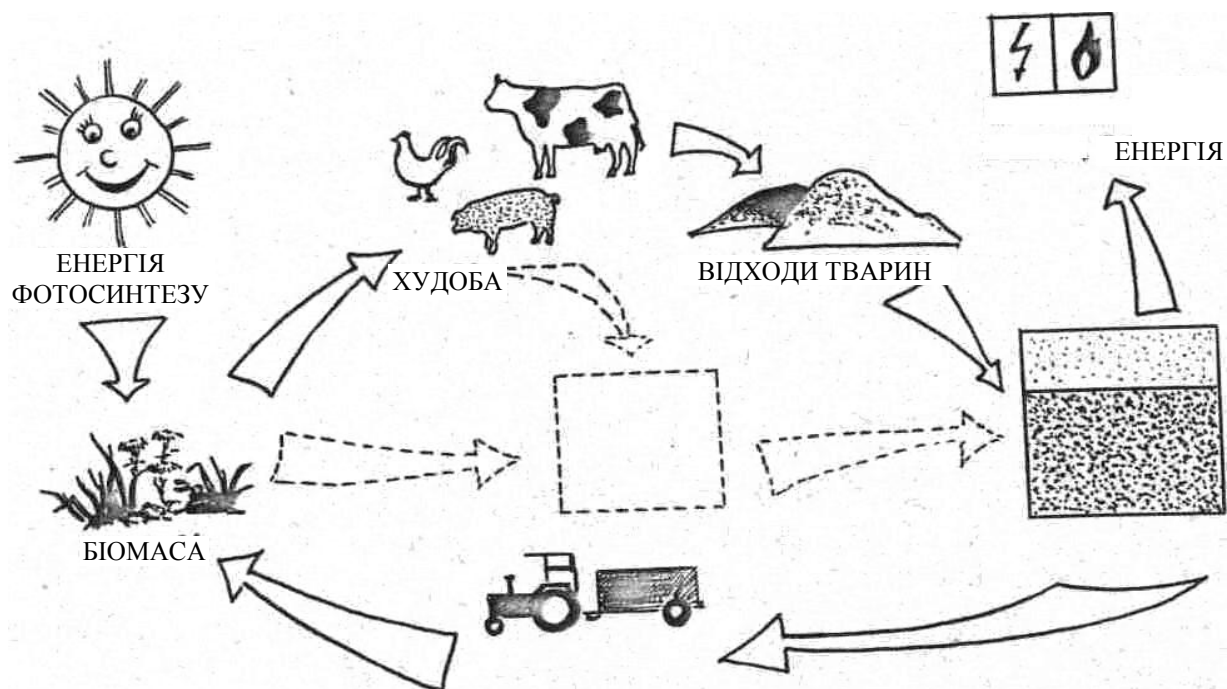 ЕНЕРГІЯ
ЕНЕРГІЯ
ФОТОСИНТЕЗУ
ХУДОБА
ВІДХОДИ ТВАРИН
БІОМАСА